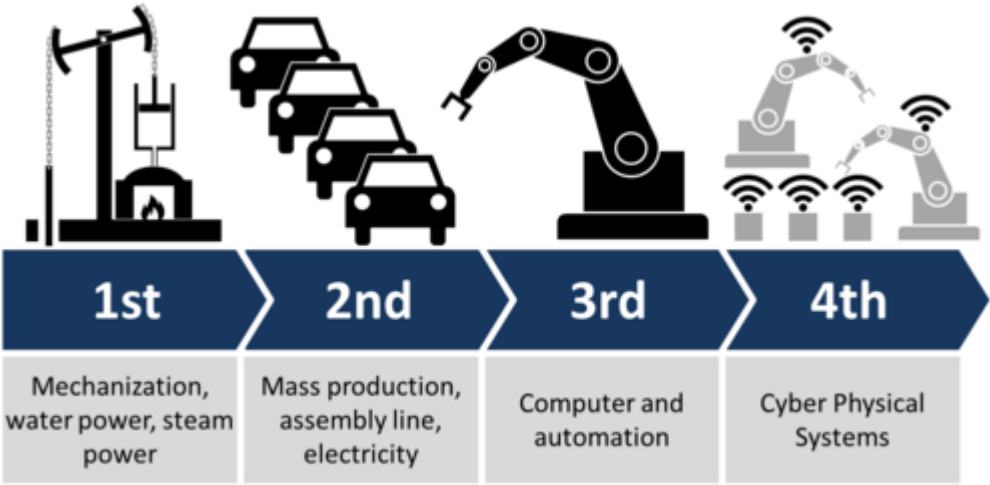 1st
2nd
3rd
4th
Mechanization,
water power, steam
power
Mass production,
assembly line,
electricity
Computer and
automation
Cyber Physical
Systems